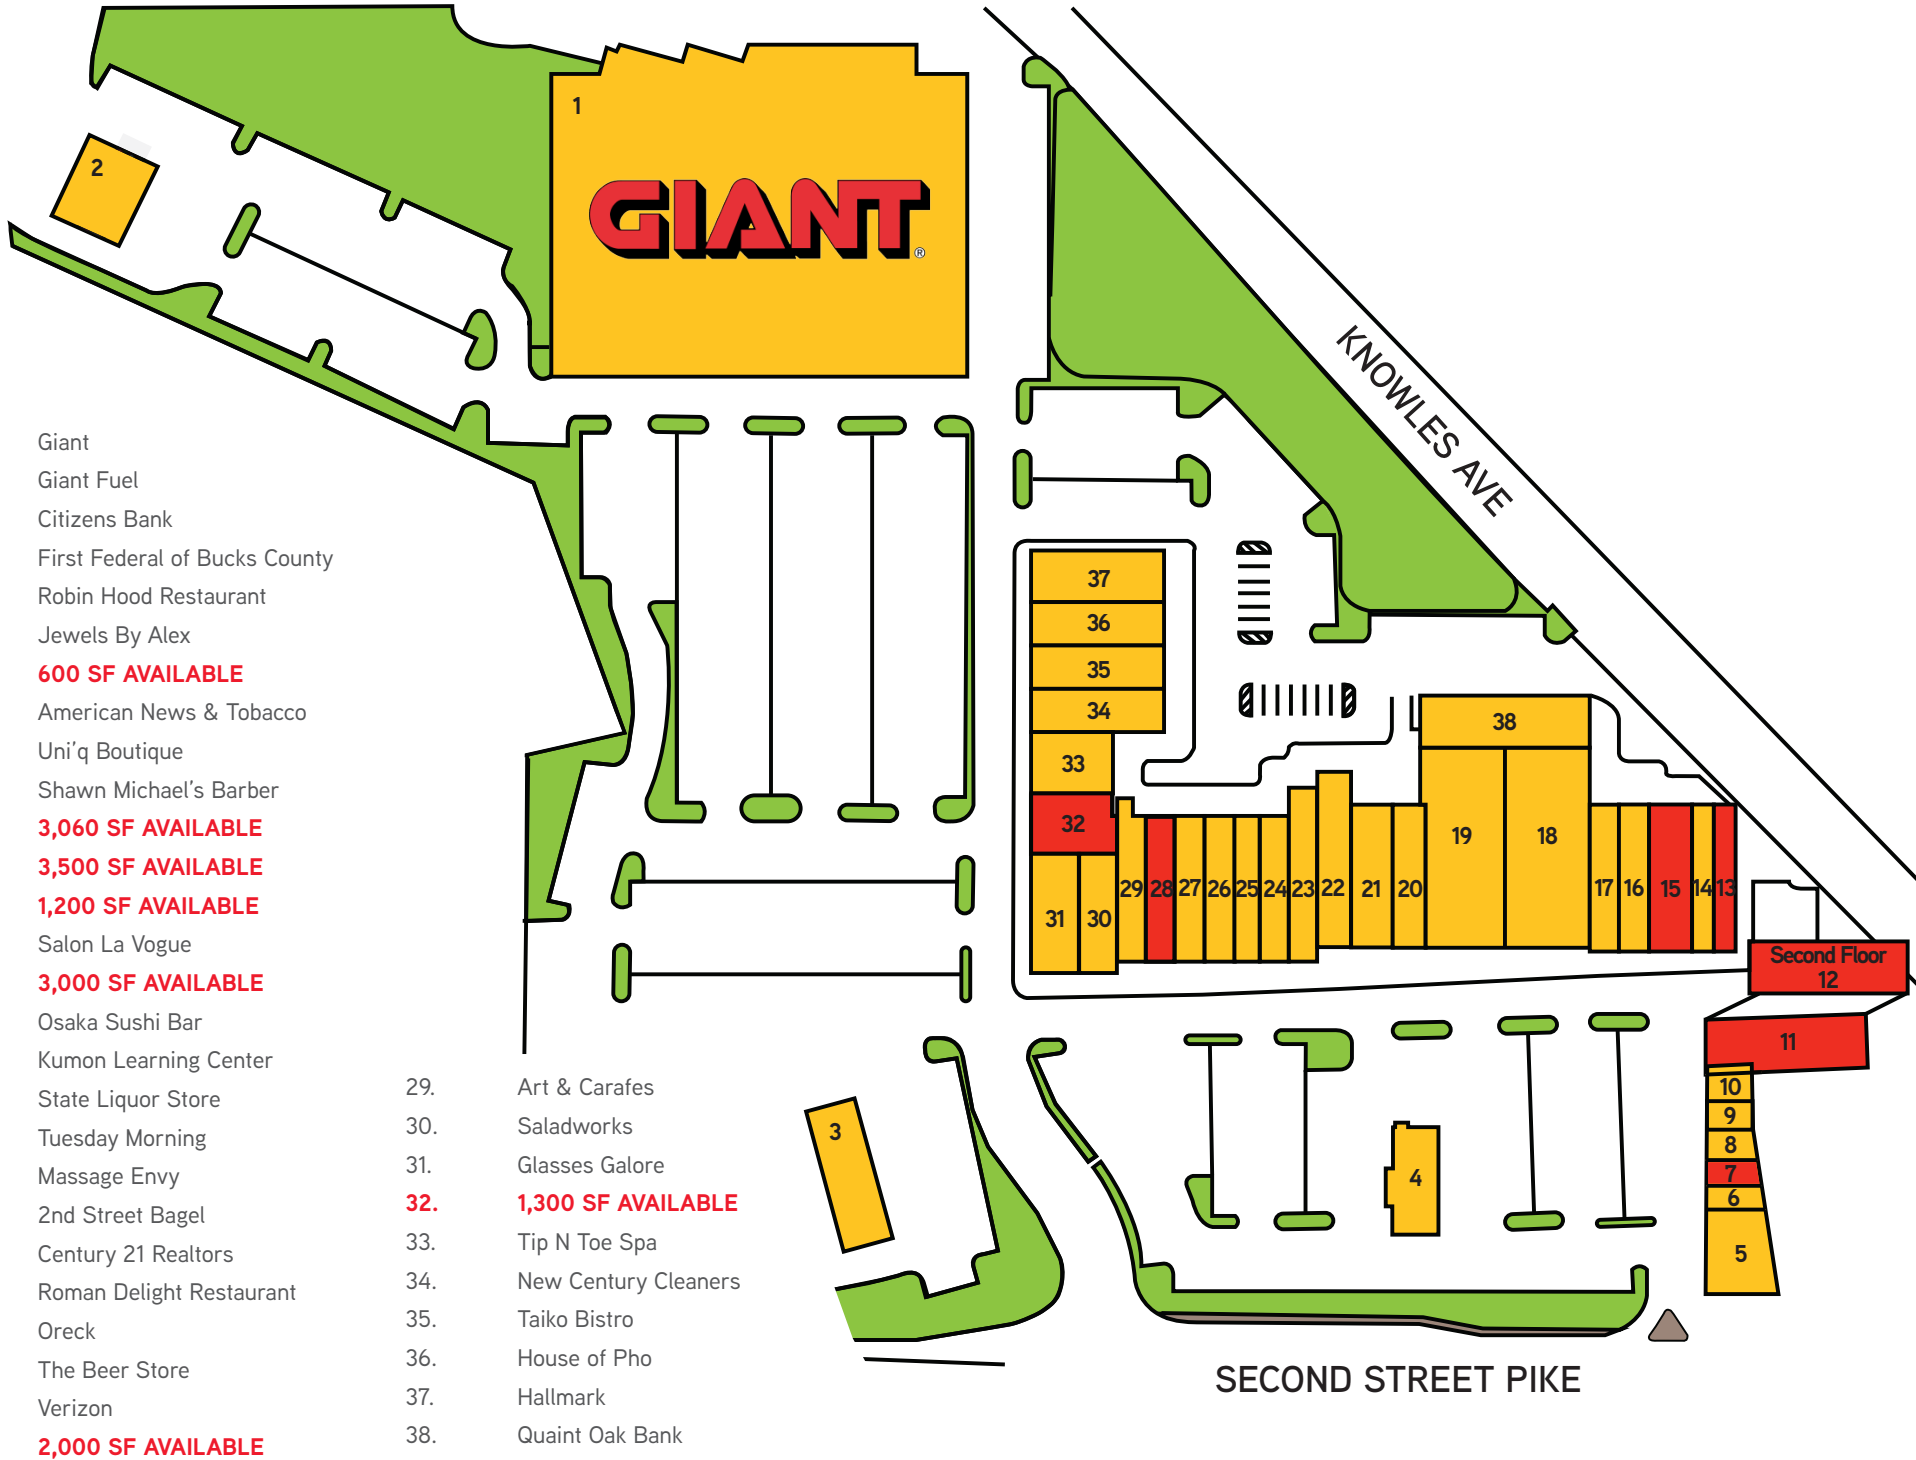 1
GIANT
®
2
KNOWLES AVE
Giant
Giant Fuel
Citizens Bank
First Federal of Bucks County
Robin Hood Restaurant
Jewels By Alex
600 SF AVAILABLE
American News & Tobacco
Uni'q Boutique
Shawn Michael's Barber
3,060 SF AVAILABLE
3,500 SF AVAILABLE
1,200 SF AVAILABLE
Salon La Vogue
3,000 SF AVAILABLE
Osaka Sushi Bar
Kumon Learning Center
State Liquor Store
Tuesday Morning
Massage Envy
2nd Street Bagel
Century 21 Realtors
Roman Delight Restaurant
Oreck
The Beer Store
Verizon
2,000 SF AVAILABLE
29. Art & Carafes
30. Saladworks
31. Glasses Galore
32. 1,300 SF AVAILABLE
33. Tip N Toe Spa
34. New Century Cleaners
35. Taiko Bistro
36. House of Pho
37. Hallmark
38. Quaint Oak Bank
37
36
35
34
33
32
31
30
29
28
27
26
25
24
23
22
21
20
19
18
38
17
16
15
14
13
Second Floor
12
11
10
9
8
7
6
5
4
3
SECOND STREET PIKE